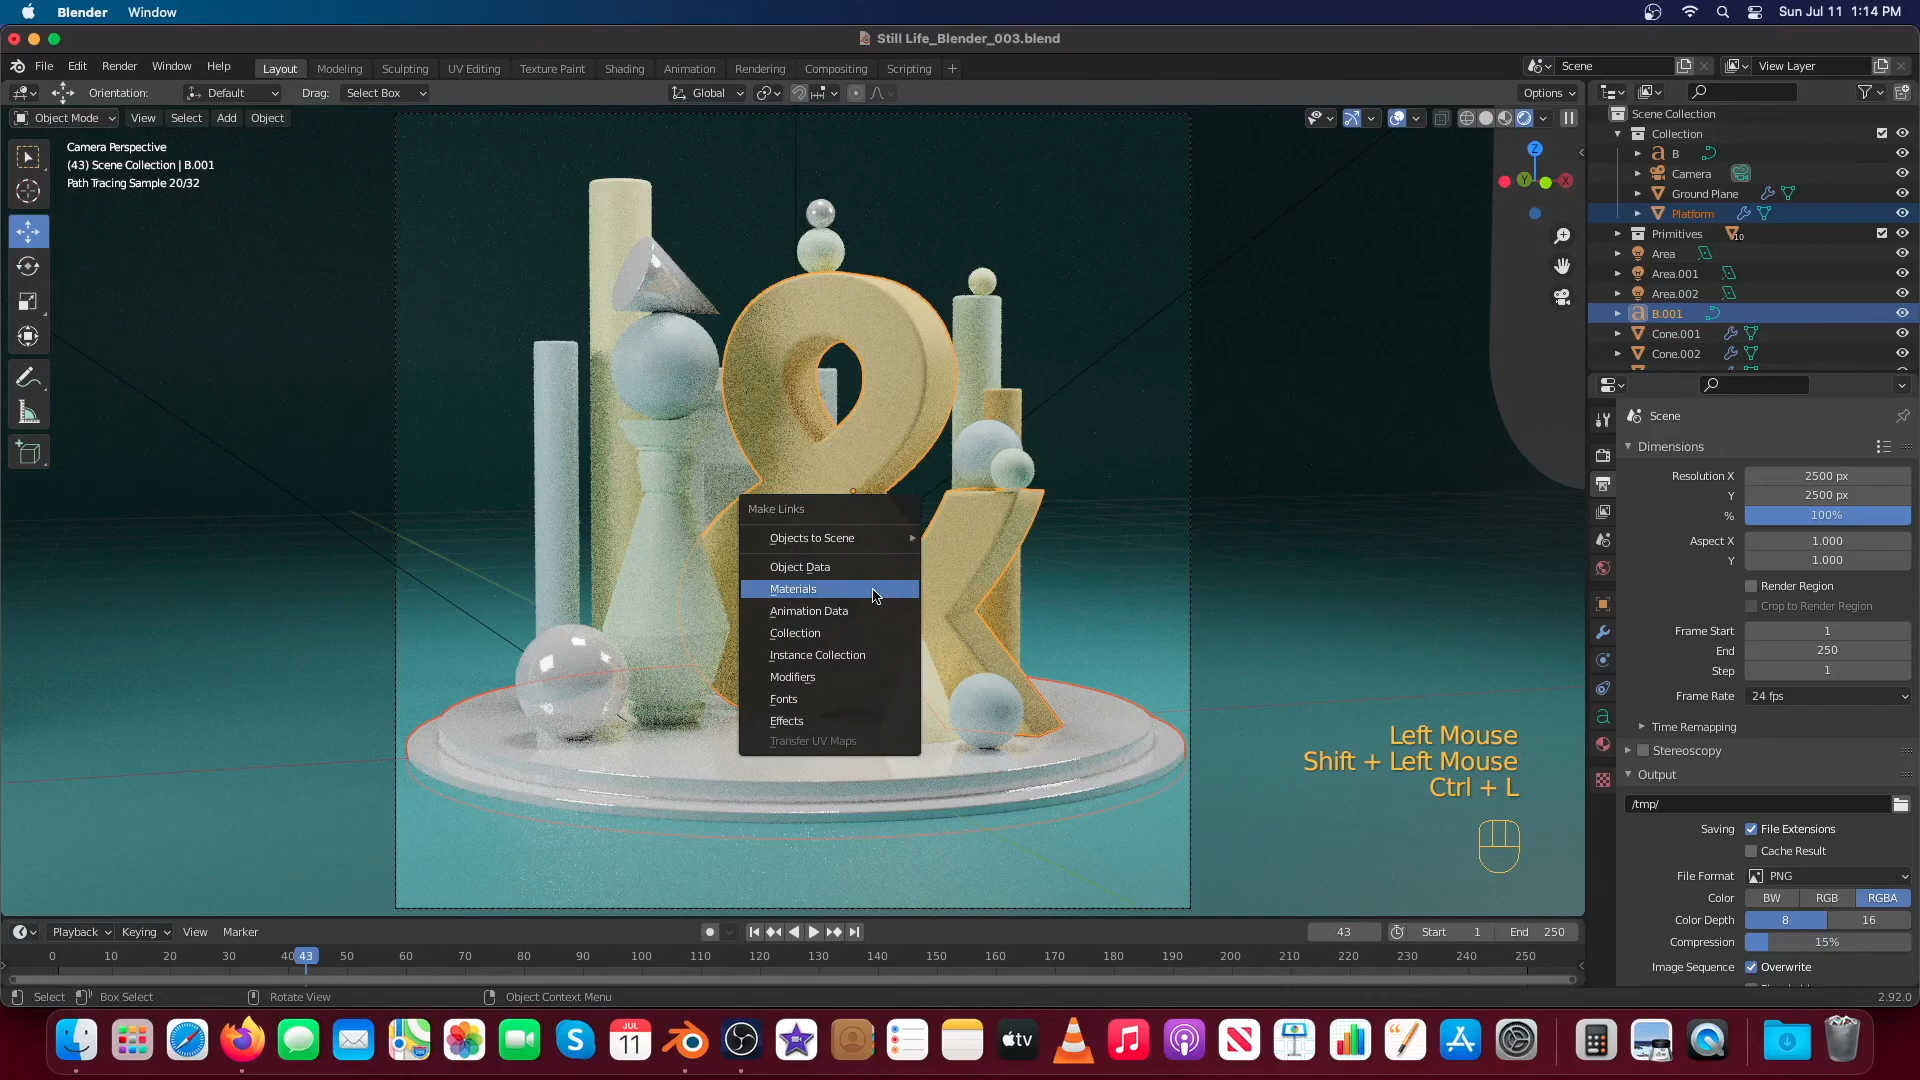 Blender Window
Sun Jul 11 1:14 PM
Still Life_Blender_003.blend
File Edit Render Window Help Layout Modeling Sculpting UV Editing Texture Paint Shading Animation Rendering Compositing Scripting + Scene View Layer
Orientation: Default Drag: Select Box Global Options
Object Mode View Select Add Object
Camera Perspective
(43) Scene Collection | B.001
Path Tracing Sample 20/32
Z
Y
X
Make Links
Objects to Scene
Object Data
Materials
Animation Data
Collection
Instance Collection
Modifiers
Fonts
Effects
Transfer UV Maps
Left Mouse
Shift + Left Mouse
Ctrl + L
Scene Collection
Collection
B
Camera
Ground Plane
Platform
Primitives 10
Area
Area.001
Area.002
B.001
Cone.001
Cone.002
Scene
Dimensions
Resolution X 2500 px
Y 2500 px
% 100%
Aspect X 1.000
Y 1.000
Render Region
Crop to Render Region
Frame Start 1
End 250
Step 1
Frame Rate 24 fps
Time Remapping
Stereoscopy
Output
/tmp/
Saving File Extensions
Cache Result
File Format PNG
Color BW RGB RGBA
Color Depth 8 16
Compression 15%
Image Sequence Overwrite
Playback Keying View Marker 43 Start 1 End 250
0 10 20 30 40 43 50 60 70 80 90 100 110 120 130 140 150 160 170 180 190 200 210 220 230 240 250
Select Box Select Rotate View Object Context Menu 2.92.0
JUL
11
tv